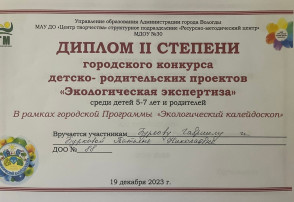 Управление образования Администрации города Вологды
МАУ ДО «Центр творчества» структурное подразделение «Ресурсно-методический центр»
МДОУ №30
ДИПЛОМ II СТЕПЕНИ
городского конкурса
детско- родительских проектов
«Экологическая экспертиза»
среди детей 5-7 лет и родителей
В рамках городской Программы «Экологический калейдоскоп»
Вручается участникам
ДОО №
19 декабря 2023 г.